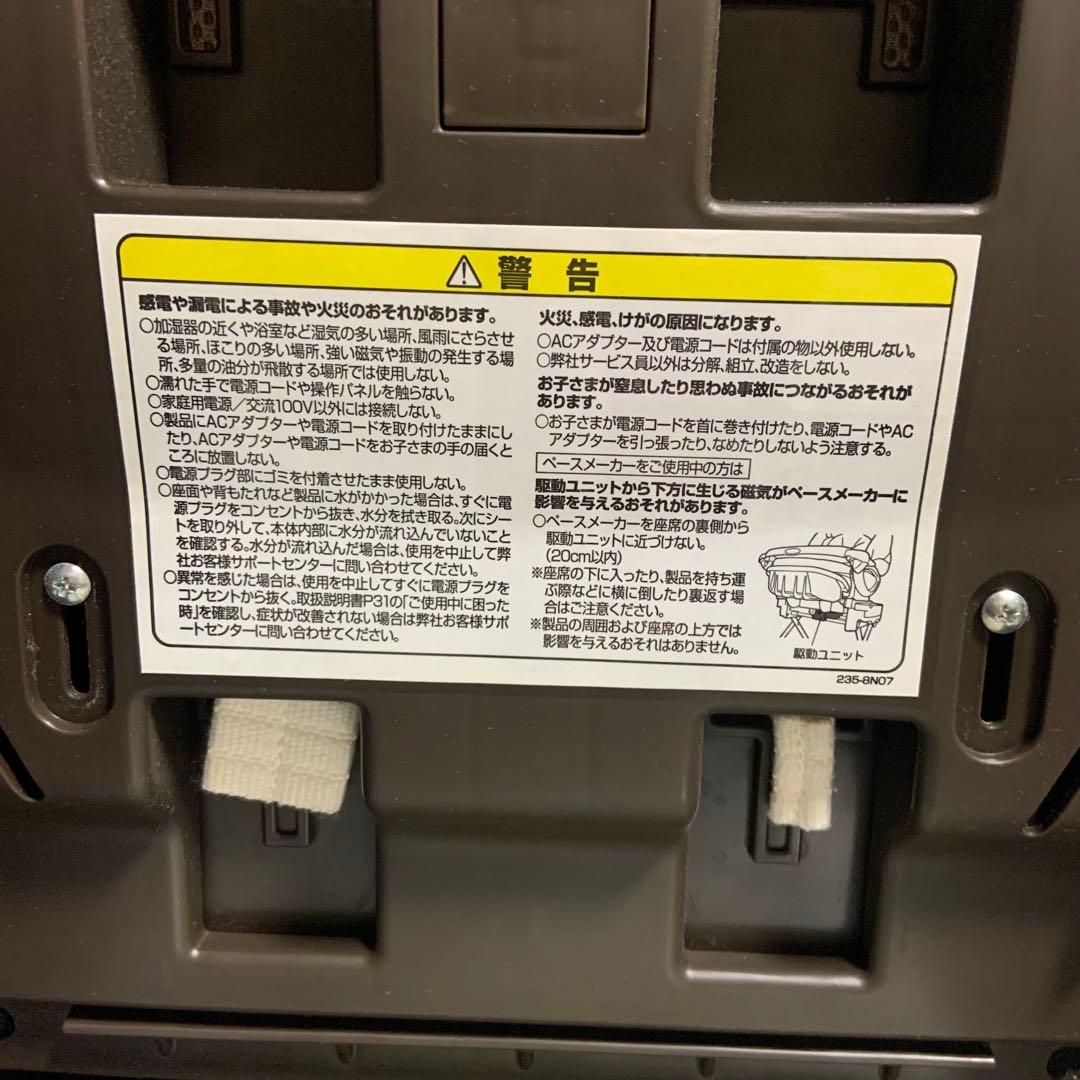 ⚠ 警告
感電や漏電による事故や火災のおそれがあります。
○加湿器の近くや浴室など湿気の多い場所、風雨にさらさせ
る場所、ほこりの多い場所、強い磁気や振動の発生する場
所、多量の油分が飛散する場所では使用しない。
○濡れた手で電源コードや操作パネルを触らない。
○家庭用電源/交流100V以外には接続しない。
○製品にACアダプターや電源コードを取り付けたままにし
たり、ACアダプターや電源コードをお子さまの手の届くと
ころに放置しない。
○電源プラグ部にゴミを付着させたまま使用しない。
○座面や背もたれなど製品に水がかかった場合は、すぐに電
源プラグをコンセントから抜き、水分を拭き取る。次にシー
トを取り外して、本体内部に水分が流れ込んでいないこと
を確認する。水分が流れ込んだ場合は、使用を中止して弊
社お客様サポートセンターに問い合わせてください。
○異常を感じた場合は、使用を中止してすぐに電源プラグを
コンセントから抜く。取扱説明書P31の「ご使用中に困った
時」を確認し、症状が改善されない場合は弊社お客様サポ
ートセンターに問い合わせてください。
火災、感電、けがの原因になります。
○ACアダプター及び電源コードは付属の物以外使用しない。
○弊社サービス員以外は分解、組立、改造をしない。
お子さまが窒息したり思わぬ事故につながるおそれが
あります。
○お子さまが電源コードを首に巻き付けたり、電源コードやAC
アダプターを引っ張ったり、なめたりしないよう注意する。
ペースメーカーをご使用中の方は
駆動ユニットから下方に生じる磁気がペースメーカーに
影響を与えるおそれがあります。
○ペースメーカーを座席の裏側から
駆動ユニットに近づけない。
(20cm以内)
※座席の下に入ったり、製品を持ち運
ぶ際などに横に倒したり裏返す場
合はご注意ください。
※製品の周囲および座席の上方では
影響を与えるおそれはありません。
駆動ユニット
235-8N07